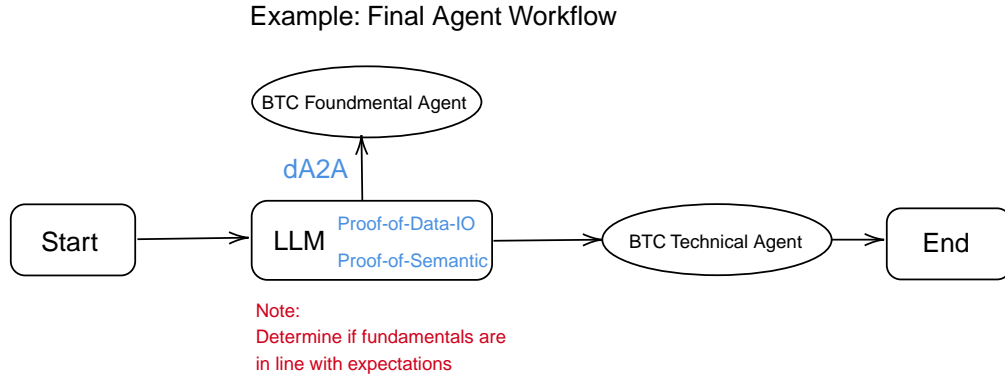 Example: Final Agent Workflow
BTC Foundmental Agent
dA2A
Start
LLM
Proof-of-Data-IO
Proof-of-Semantic
BTC Technical Agent
End
Note:
Determine if fundamentals are
in line with expectations